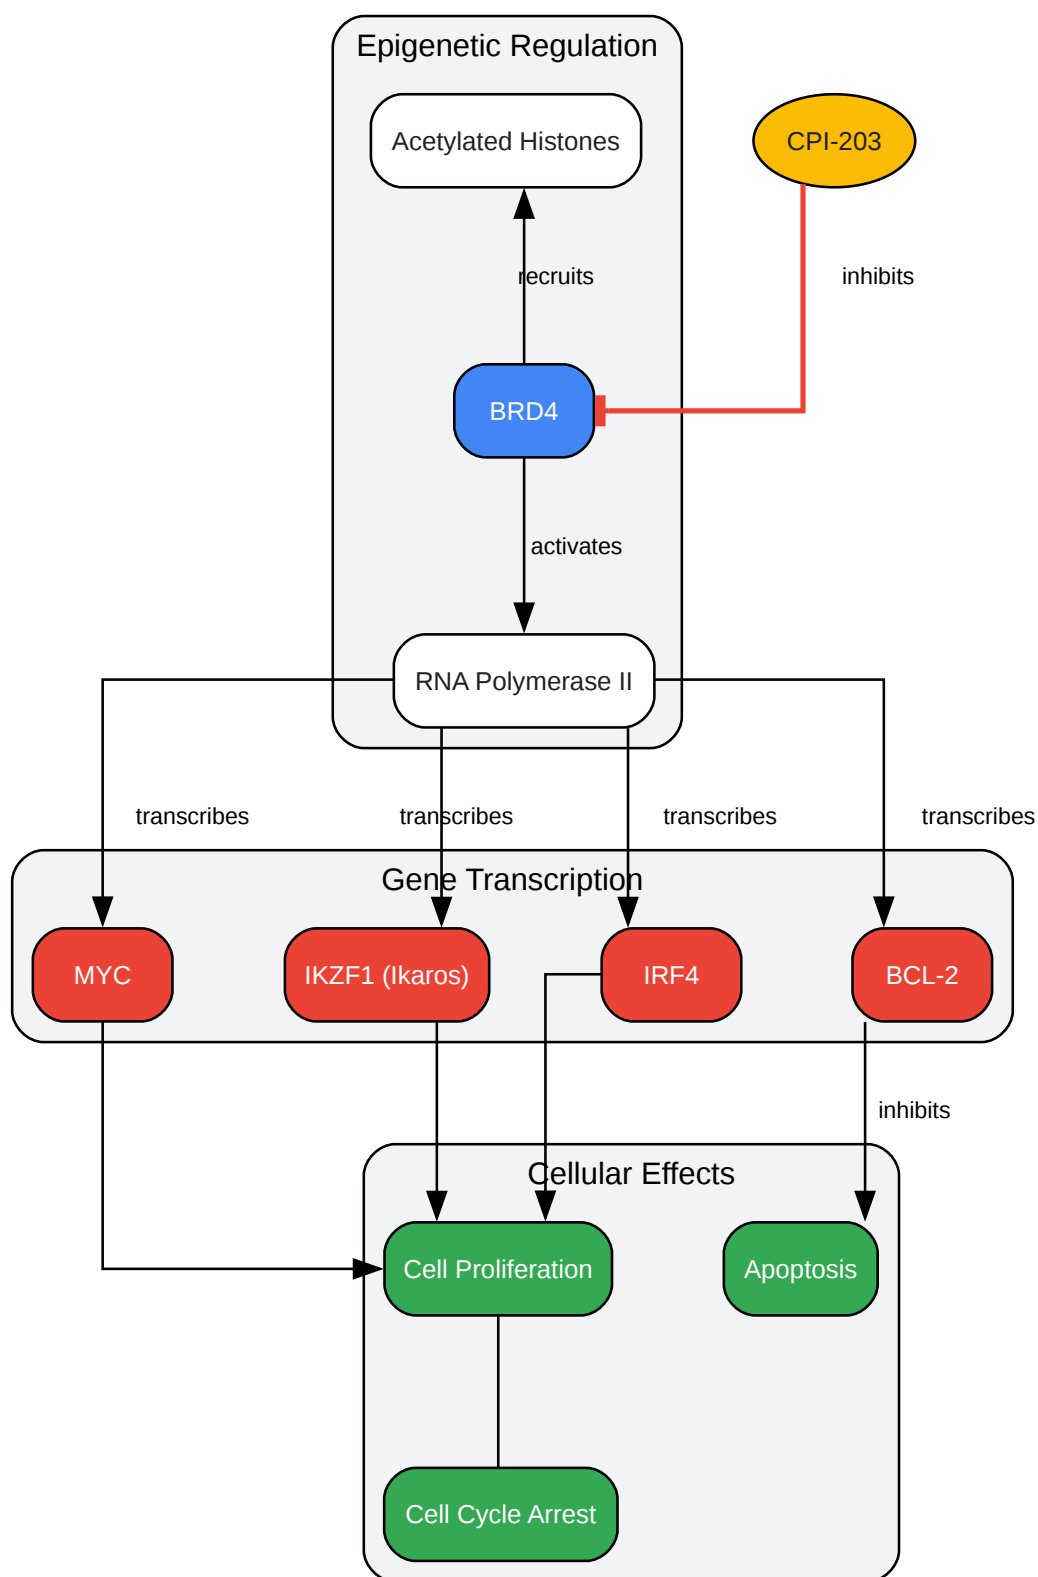 Epigenetic Regulation
Acetylated Histones
CPI-203
recruits
inhibits
BRD4
activates
RNA Polymerase II
transcribes
transcribes
transcribes
transcribes
Gene Transcription
MYC
IKZF1 (Ikaros)
IRF4
BCL-2
inhibits
Cellular Effects
Cell Proliferation
Apoptosis
Cell Cycle Arrest